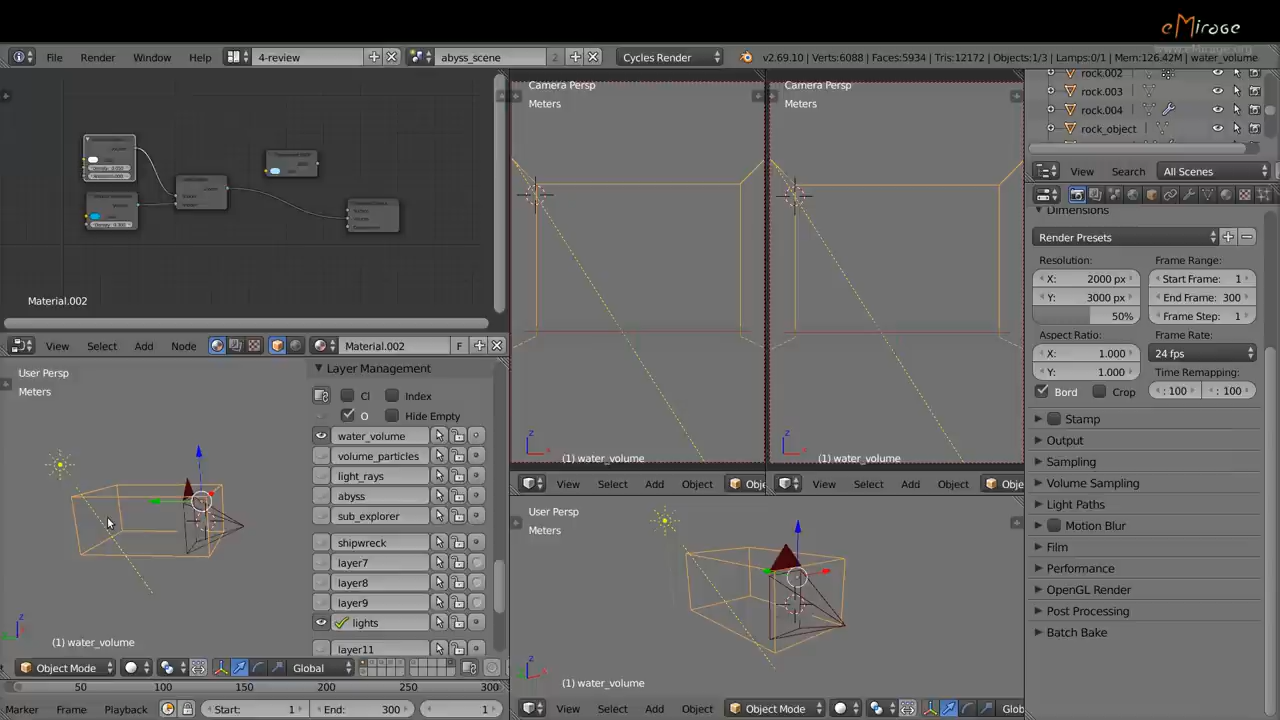 eMirage
www.eMirage.org
File Render Window Help 4-review abyss_scene 2 Cycles Render v2.69.10 | Verts:6088 | Faces:5934 | Tris:12172 | Objects:1/3 | Lamps:0/1 | Mem:126.42M | water_volume
Material.002
View Select Add Node Material.002 F
User Persp
Meters
(1) water_volume
Layer Management
Cl Index
O Hide Empty
water_volume
volume_particles
light_rays
abyss
sub_explorer
shipwreck
layer7
layer8
layer9
lights
layer11
Object Mode Global
50 100 150 200 250 300
Marker Frame Playback Start: 1 End: 300 1
Camera Persp
Meters
(1) water_volume
View Select Add Object Obje
Camera Persp
Meters
(1) water_volume
View Select Add Object Obje
User Persp
Meters
(1) water_volume
View Select Add Object Object Mode Glob
rock.002
rock.003
rock.004
rock_object
View Search All Scenes
Dimensions
Render Presets
Resolution: Frame Range:
X: 2000 px Start Frame: 1
Y: 3000 px End Frame: 300
50% Frame Step: 1
Aspect Ratio: Frame Rate:
X: 1.000 24 fps
Y: 1.000 Time Remapping:
Bord Crop : 100 : 100
Stamp
Output
Sampling
Volume Sampling
Light Paths
Motion Blur
Film
Performance
OpenGL Render
Post Processing
Batch Bake